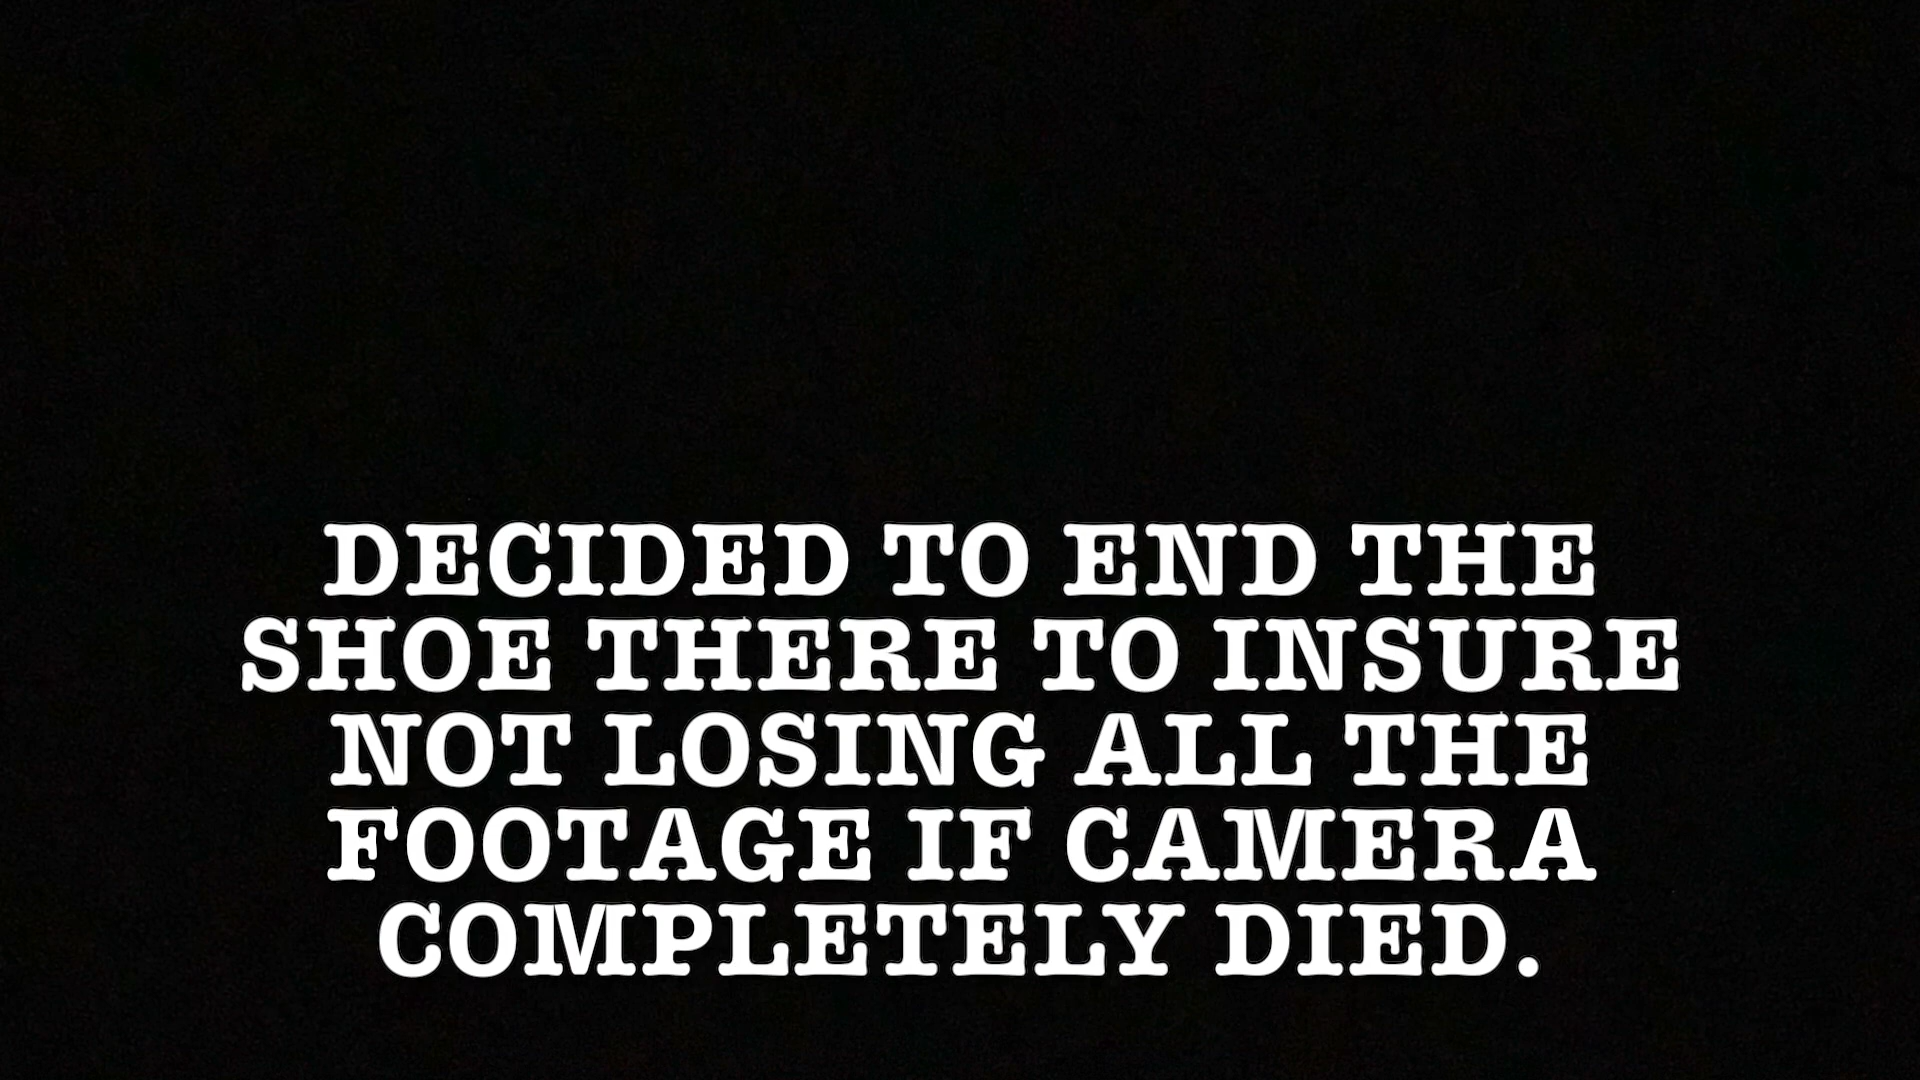 DECIDED TO END THE
SHOE THERE TO INSURE
NOT LOSING ALL THE
FOOTAGE IF CAMERA
COMPLETELY DIED.